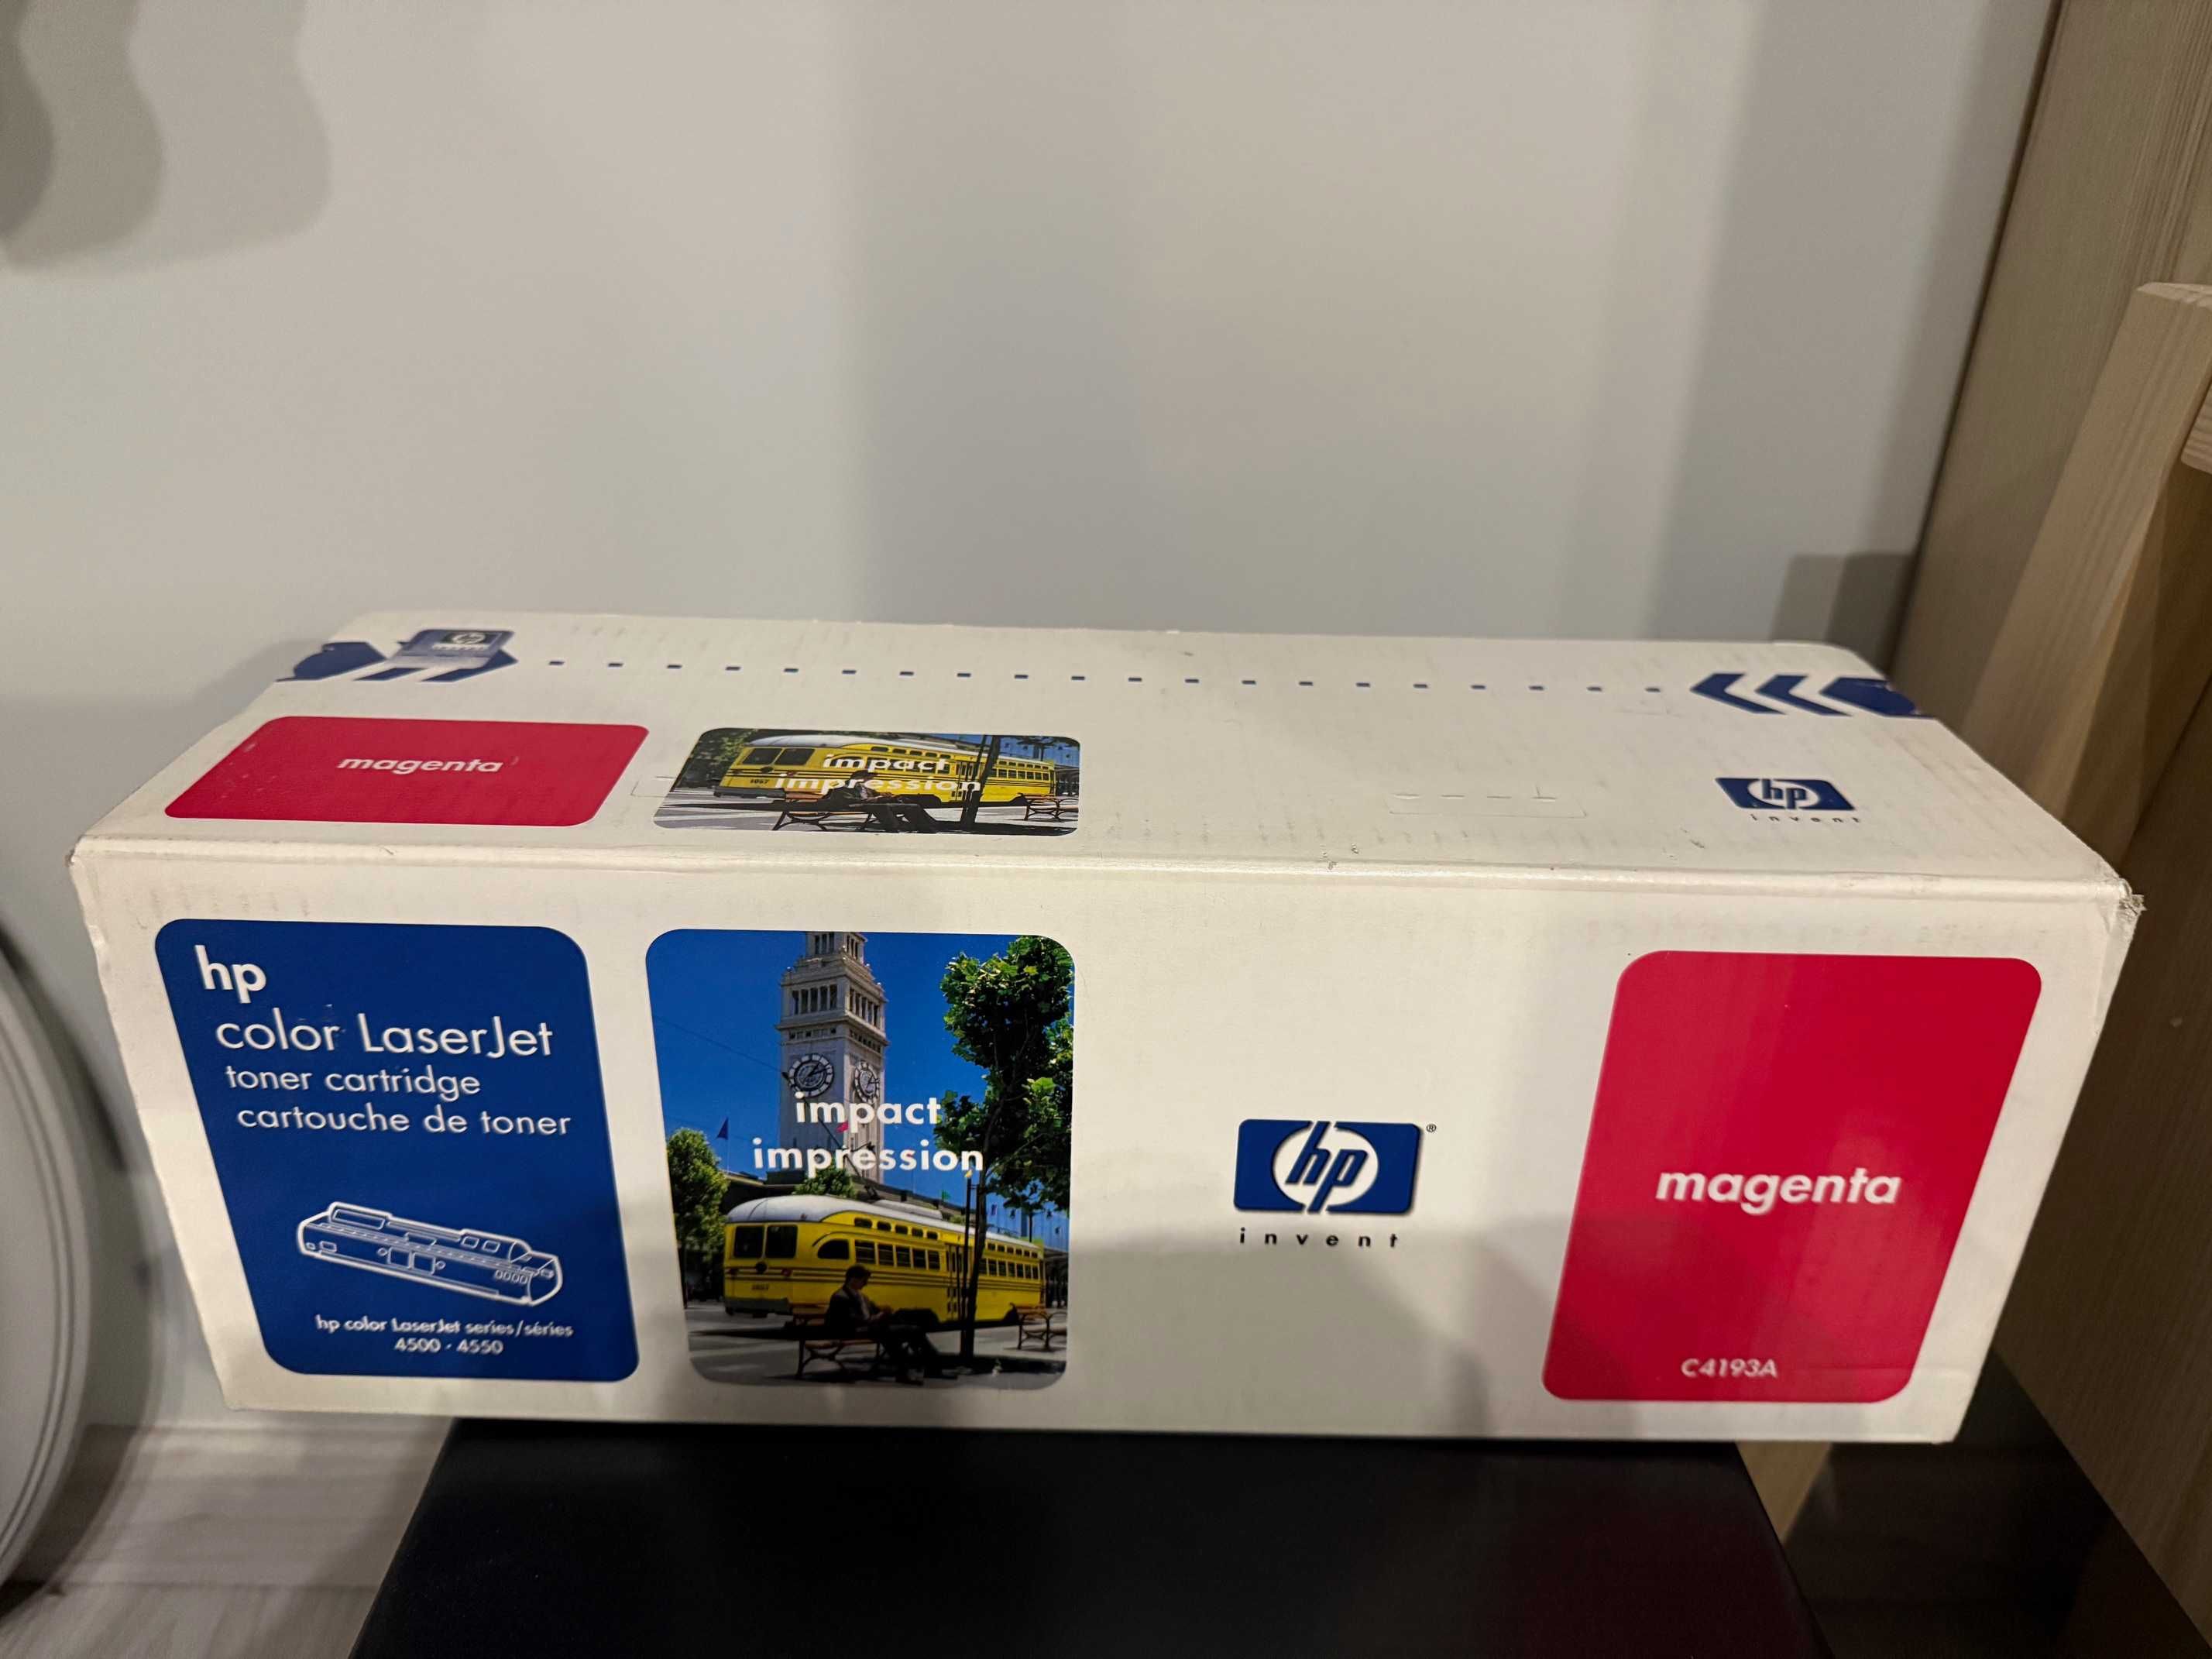 magenta
impact
impression
hp
invent
hp
color LaserJet
toner cartridge
cartouche de toner
hp color LaserJet series/séries
4500 - 4550
impact
impression
hp ®
invent
magenta
C4193A